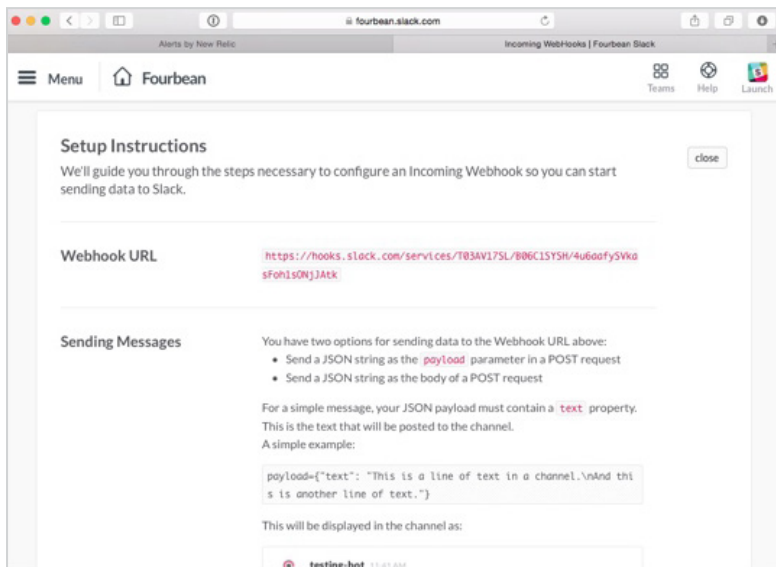 fourbean.slack.com
Alerts by New Relic
Incoming WebHooks | Fourbean Slack
Menu
Fourbean
Teams
Help
Launch
Setup Instructions
close
We'll guide you through the steps necessary to configure an Incoming Webhook so you can start
sending data to Slack.
Webhook URL
https://hooks.slack.com/services/T03AV17SL/B06C15YSH/4u6aafySVka
sFoh1sONjJAtk
Sending Messages
You have two options for sending data to the Webhook URL above:
• Send a JSON string as the payload parameter in a POST request
• Send a JSON string as the body of a POST request
For a simple message, your JSON payload must contain a text property.
This is the text that will be posted to the channel.
A simple example:
payload={"text": "This is a line of text in a channel.\nAnd thi
s is another line of text."}
This will be displayed in the channel as:
testing-bot